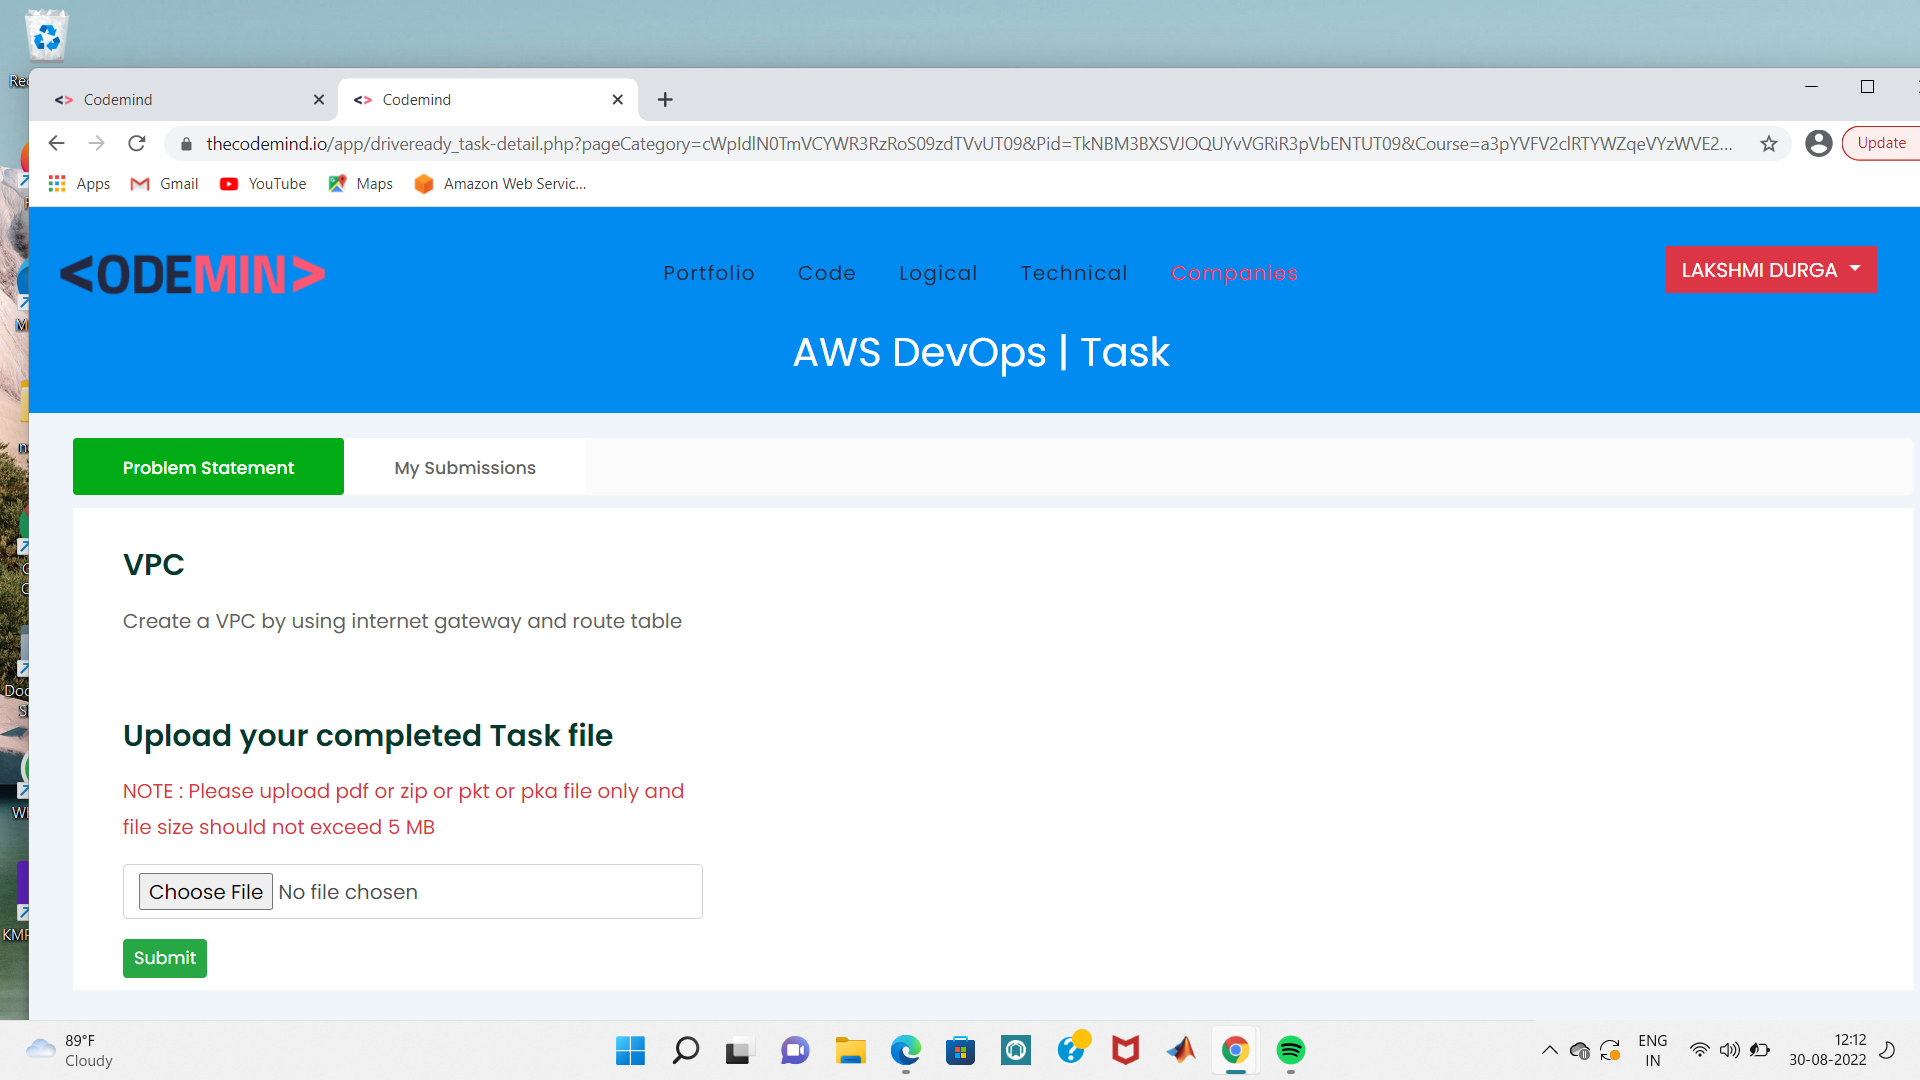 Codemind
Codemind
thecodemind.io/app/driveready_task-detail.php?pageCategory=cWpIdlN0TmVCYWR3RzRoS09zdTVvUT09&Pid=TkNBM3BXSVJOQUYvVGRiR3pVbENTUT09&Course=a3pYVFV2clRTYWZqeVYzWVE2...
Update
Apps
Gmail
YouTube
Maps
Amazon Web Servic...
<ODEMIN>
Portfolio
Code
Logical
Technical
Companies
LAKSHMI DURGA
AWS DevOps | Task
Problem Statement
My Submissions
VPC
Create a VPC by using internet gateway and route table
Upload your completed Task file
NOTE : Please upload pdf or zip or pkt or pka file only and
file size should not exceed 5 MB
Choose File No file chosen
Submit
89°F
Cloudy
ENG
IN
12:12
30-08-2022